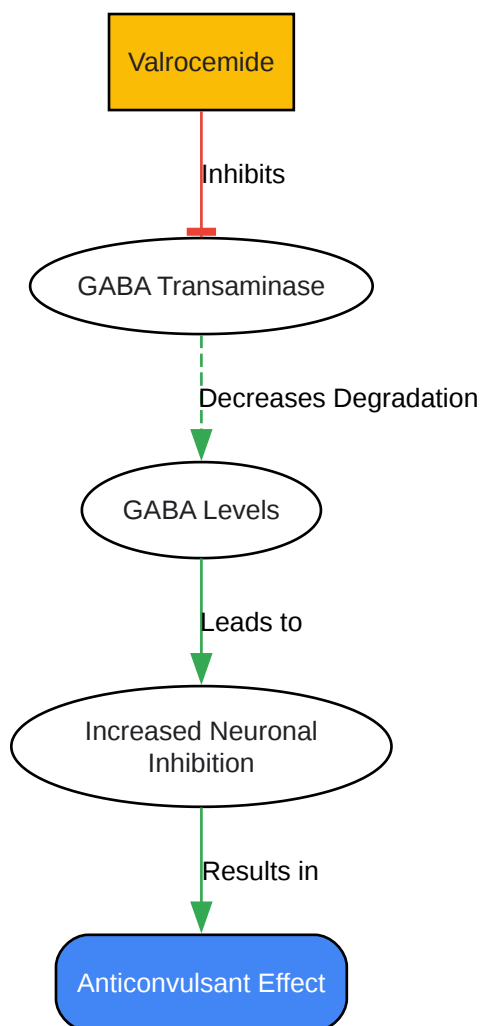 Valrocemide
Inhibits
GABA Transaminase
Decreases Degradation
GABA Levels
Leads to
Increased Neuronal
Inhibition
Results in
Anticonvulsant Effect